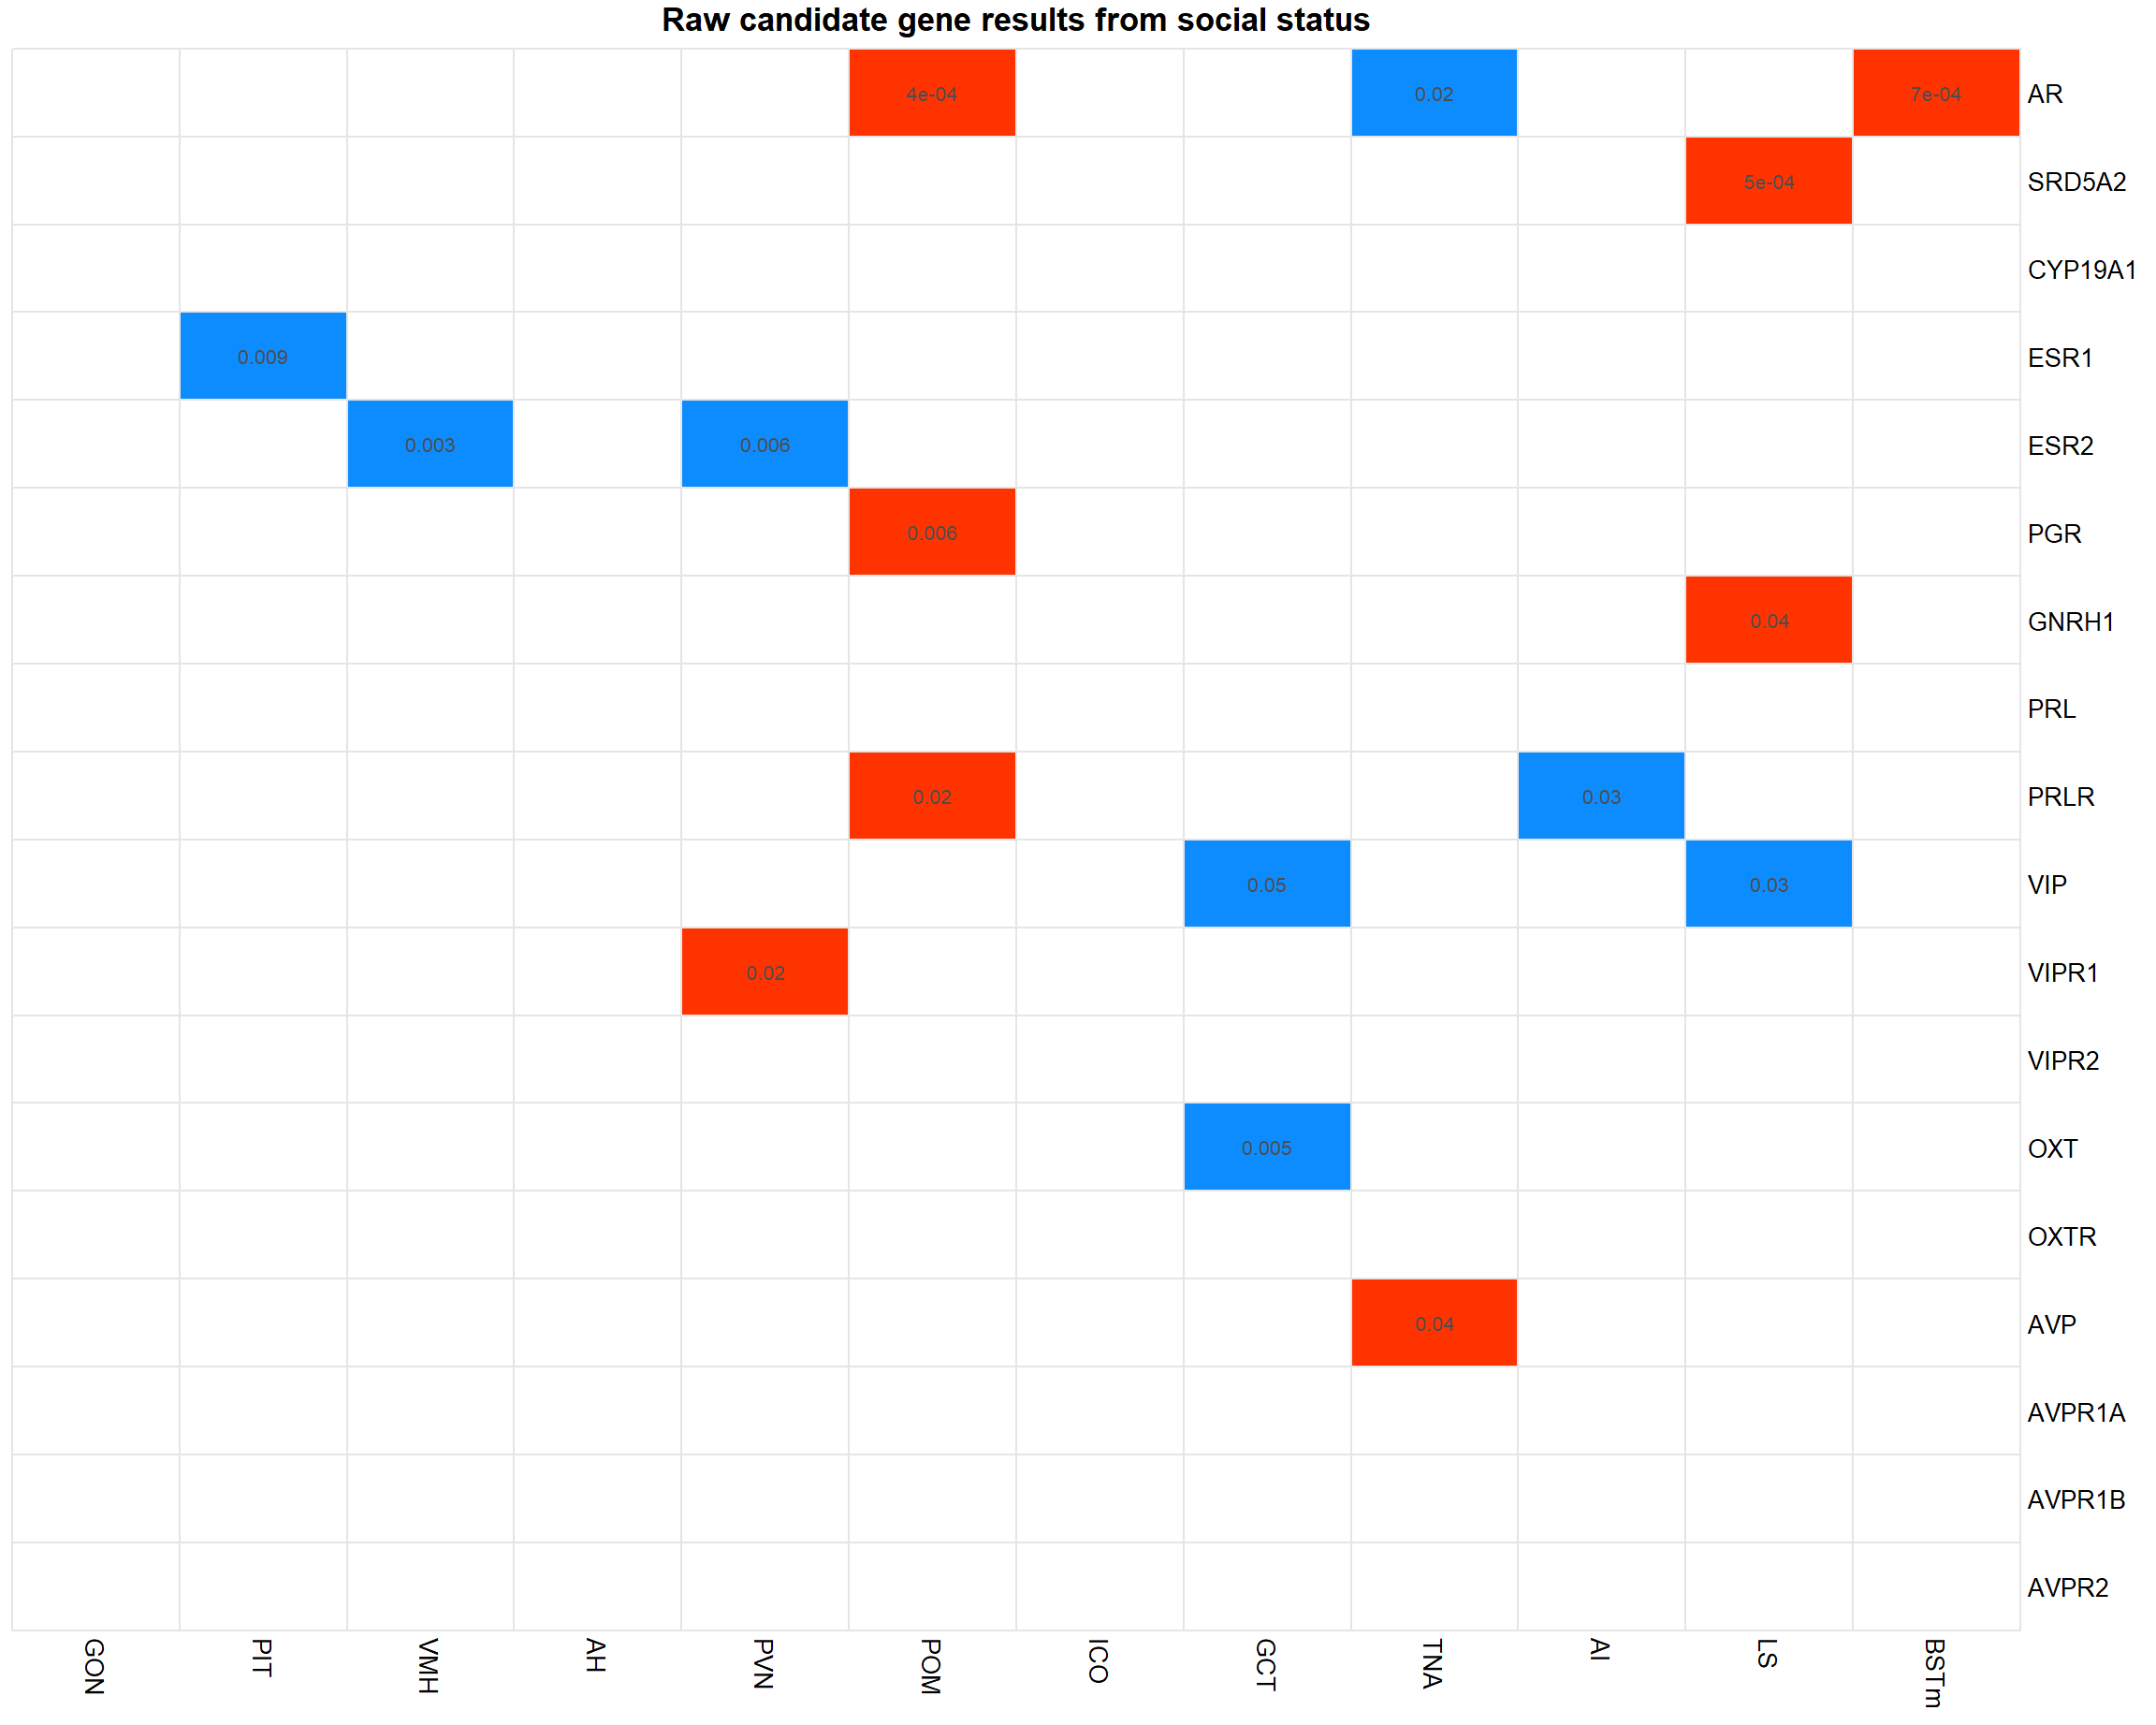 Raw candidate gene results from social status
4e-04 0.02 7e-04 AR
5e-04 SRD5A2
CYP19A1
0.009 ESR1
0.003 0.006 ESR2
0.006 PGR
0.04 GNRH1
PRL
0.02 0.03 PRLR
0.05 0.03 VIP
0.02 VIPR1
VIPR2
0.005 OXT
OXTR
0.04 AVP
AVPR1A
AVPR1B
AVPR2
GON PIT VMH AH PVN POM ICO GCT TNA AI LS BSTm